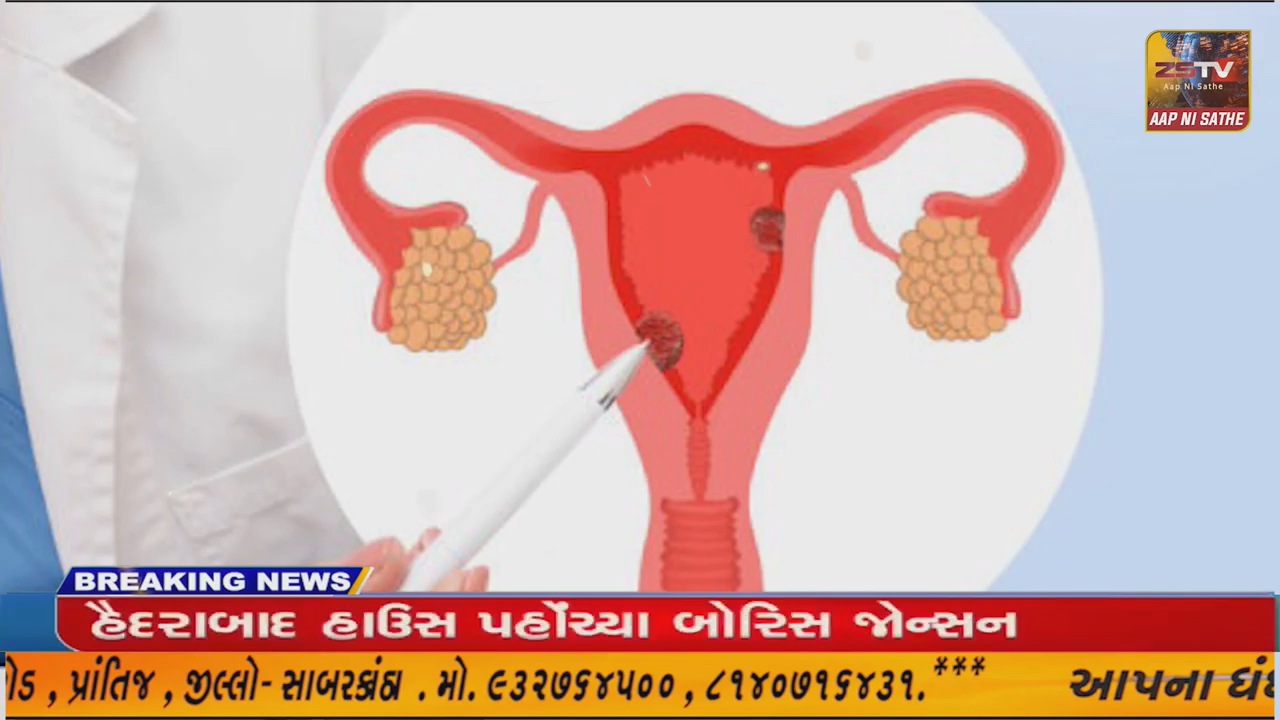 ZSTV
Aap Ni Sathe
AAP NI SATHE
BREAKING NEWS
હૈદરાબાદ હાઉસ પહોંચ્યા બોરિસ જોન્સન
, પ્રાંતિજ , જીલ્લો- સાબરકાંઠા . મો. ૯૩૨૭૬૪૫૦૦ , ૮૧૪૦૭૧૬૪૩૧.*** આપના